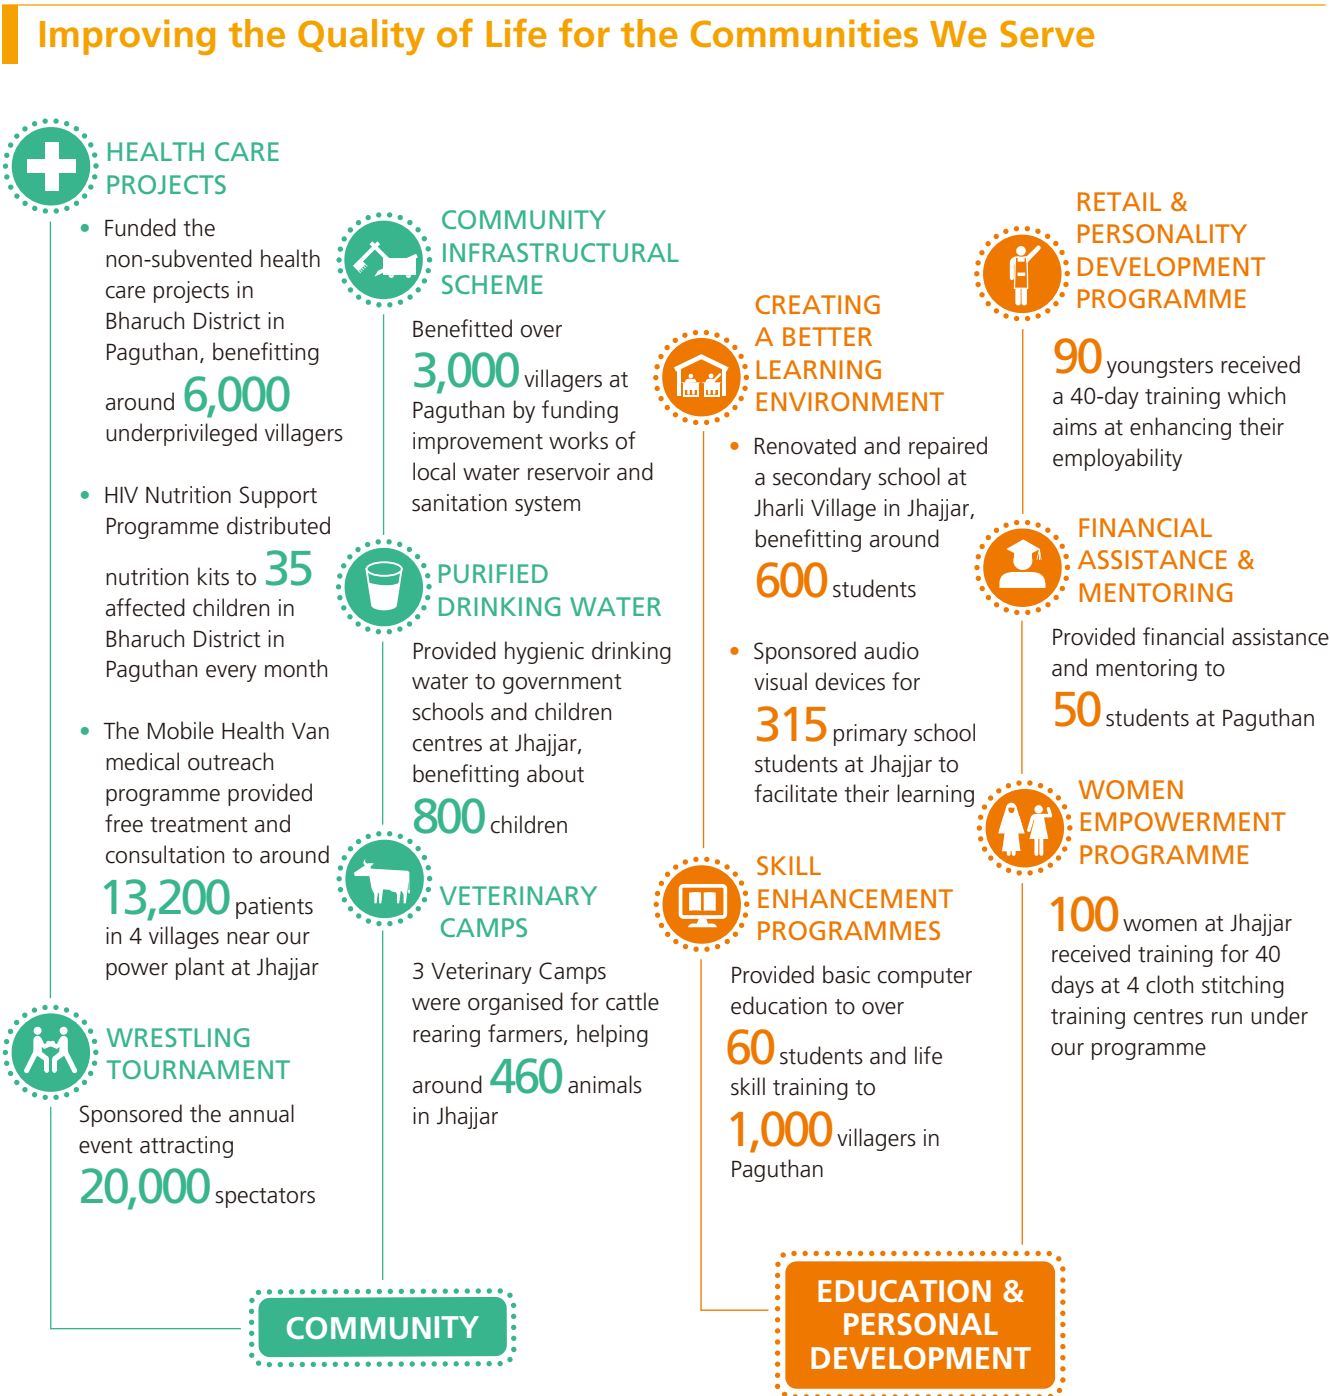 Improving the Quality of Life for the Communities We Serve
HEALTH CARE
PROJECTS
• Funded the
non-subvented health
care projects in
Bharuch District in
Paguthan, benefitting
around 6,000
underprivileged villagers
• HIV Nutrition Support
Programme distributed
nutrition kits to 35
affected children in
Bharuch District in
Paguthan every month
• The Mobile Health Van
medical outreach
programme provided
free treatment and
consultation to around
13,200 patients
in 4 villages near our
power plant at Jhajjar
WRESTLING
TOURNAMENT
Sponsored the annual
event attracting
20,000 spectators
COMMUNITY
INFRASTRUCTURAL
SCHEME
Benefitted over
3,000 villagers at
Paguthan by funding
improvement works of
local water reservoir and
sanitation system
PURIFIED
DRINKING WATER
Provided hygienic drinking
water to government
schools and children
centres at Jhajjar,
benefitting about
800 children
VETERINARY
CAMPS
3 Veterinary Camps
were organised for cattle
rearing farmers, helping
around 460 animals
in Jhajjar
COMMUNITY
CREATING
A BETTER
LEARNING
ENVIRONMENT
• Renovated and repaired
a secondary school at
Jharli Village in Jhajjar,
benefitting around
600 students
• Sponsored audio
visual devices for
315 primary school
students at Jhajjar to
facilitate their learning
SKILL
ENHANCEMENT
PROGRAMMES
Provided basic computer
education to over
60 students and life
skill training to
1,000 villagers in
Paguthan
RETAIL &
PERSONALITY
DEVELOPMENT
PROGRAMME
90 youngsters received
a 40-day training which
aims at enhancing their
employability
FINANCIAL
ASSISTANCE &
MENTORING
Provided financial assistance
and mentoring to
50 students at Paguthan
WOMEN
EMPOWERMENT
PROGRAMME
100 women at Jhajjar
received training for 40
days at 4 cloth stitching
training centres run under
our programme
EDUCATION &
PERSONAL
DEVELOPMENT